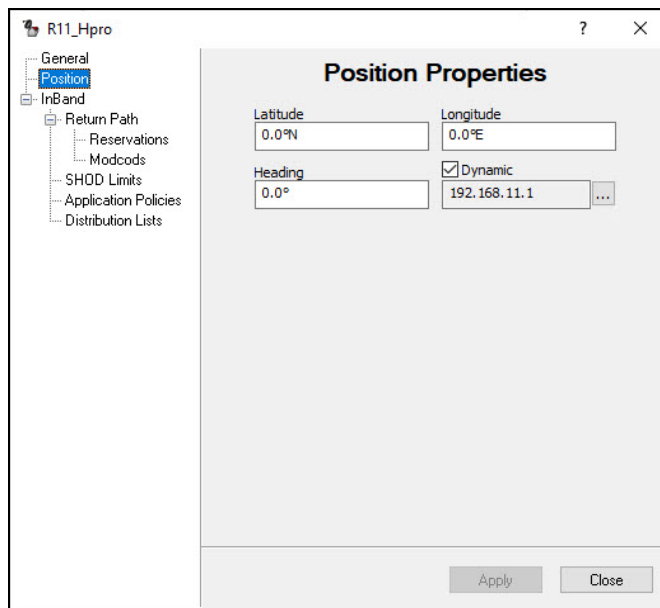 R11_Hpro
?
General
Position
InBand
Return Path
Reservations
Modcods
SHOD Limits
Application Policies
Distribution Lists
Position Properties
Latitude Longitude
0.0°N 0.0°E
Heading Dynamic
0.0° 192.168.11.1 ...
Apply Close